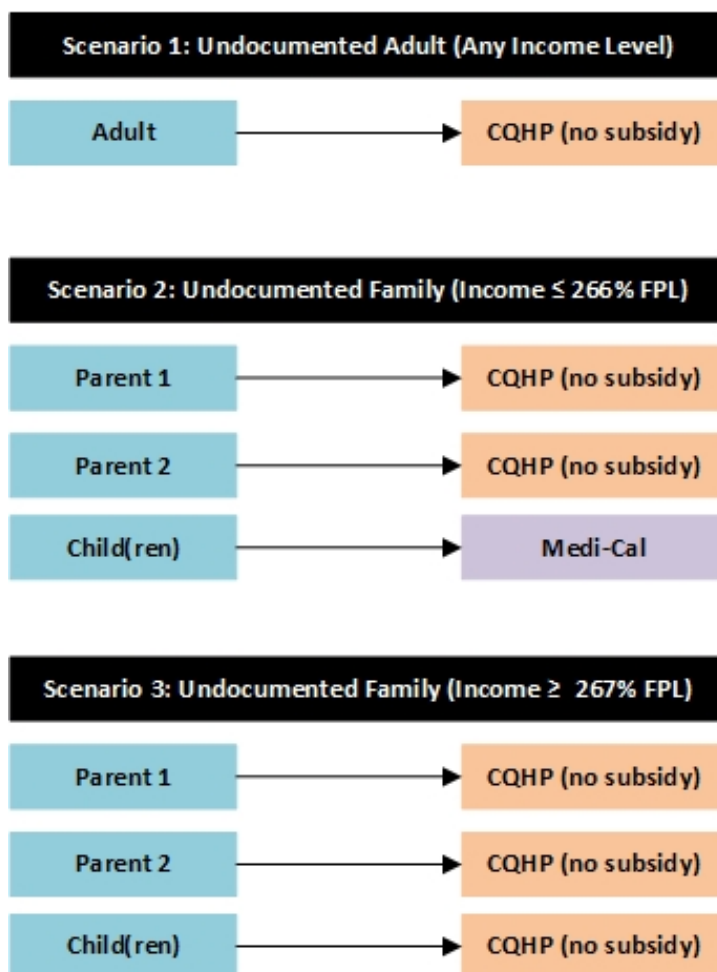 Scenario 1: Undocumented Adult (Any Income Level)
Adult
CQHP (no subsidy)
Scenario 2: Undocumented Family (Income ≤ 266% FPL)
Parent 1
CQHP (no subsidy)
Parent 2
CQHP (no subsidy)
Child(ren)
Medi-Cal
Scenario 3: Undocumented Family (Income ≥ 267% FPL)
Parent 1
CQHP (no subsidy)
Parent 2
CQHP (no subsidy)
Child(ren)
CQHP (no subsidy)